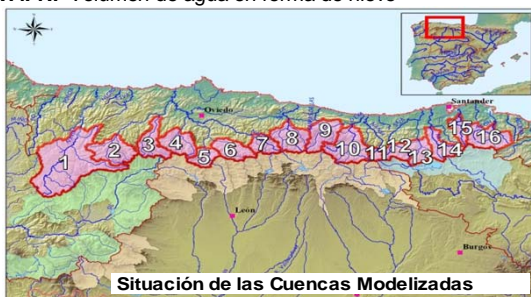 Volumen de agua en forma de nieve
Oviedo
Santander
1
2
3
4
5
6
7
8
9
10
11
12
13
14
15
16
León
Burgos
Situación de las Cuencas Modelizadas